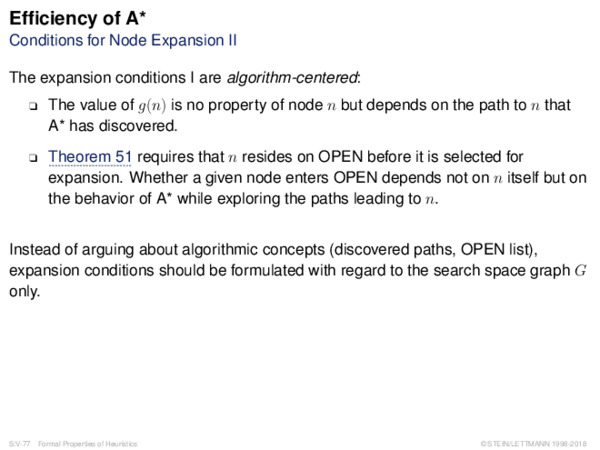 Efficiency of A*
Conditions for Node Expansion II
The expansion conditions I are algorithm-centered:
❑ The value of g(n) is no property of node n but depends on the path to n that
A* has discovered.
❑ Theorem 51 requires that n resides on OPEN before it is selected for
expansion. Whether a given node enters OPEN depends not on n itself but on
the behavior of A* while exploring the paths leading to n.
Instead of arguing about algorithmic concepts (discovered paths, OPEN list),
expansion conditions should be formulated with regard to the search space graph G
only.
S:V-77 Formal Properties of Heuristics
© STEIN/LETTMANN 1998-2018